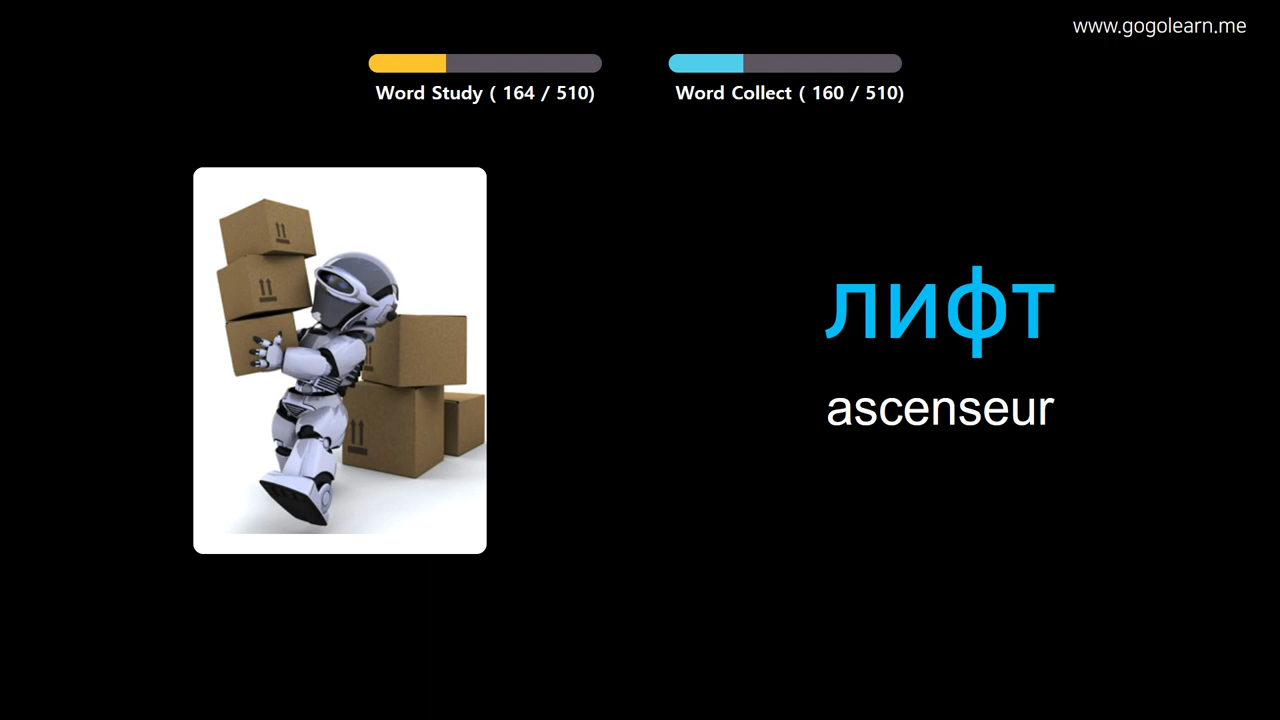 www.gogolearn.me
Word Study ( 164 / 510)
Word Collect ( 160 / 510)
лифт
ascenseur